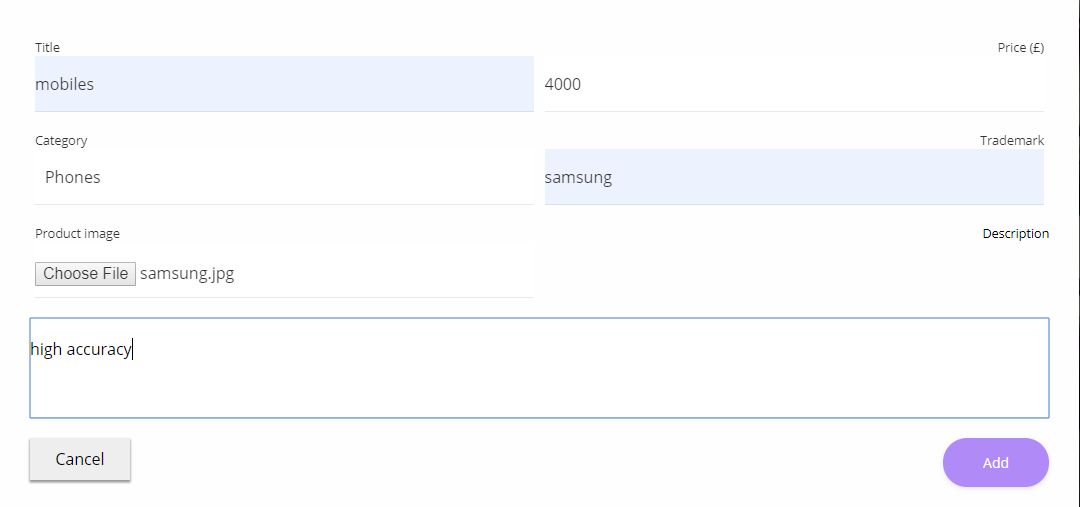 Title Price (£)
mobiles 4000
Category Trademark
Phones samsung
Product image Description
Choose File samsung.jpg
high accuracy
Cancel Add